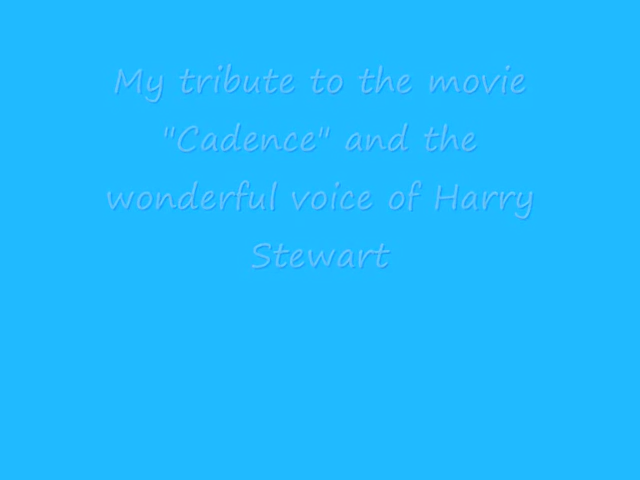 My tribute to the movie
"Cadence" and the
wonderful voice of Harry
Stewart